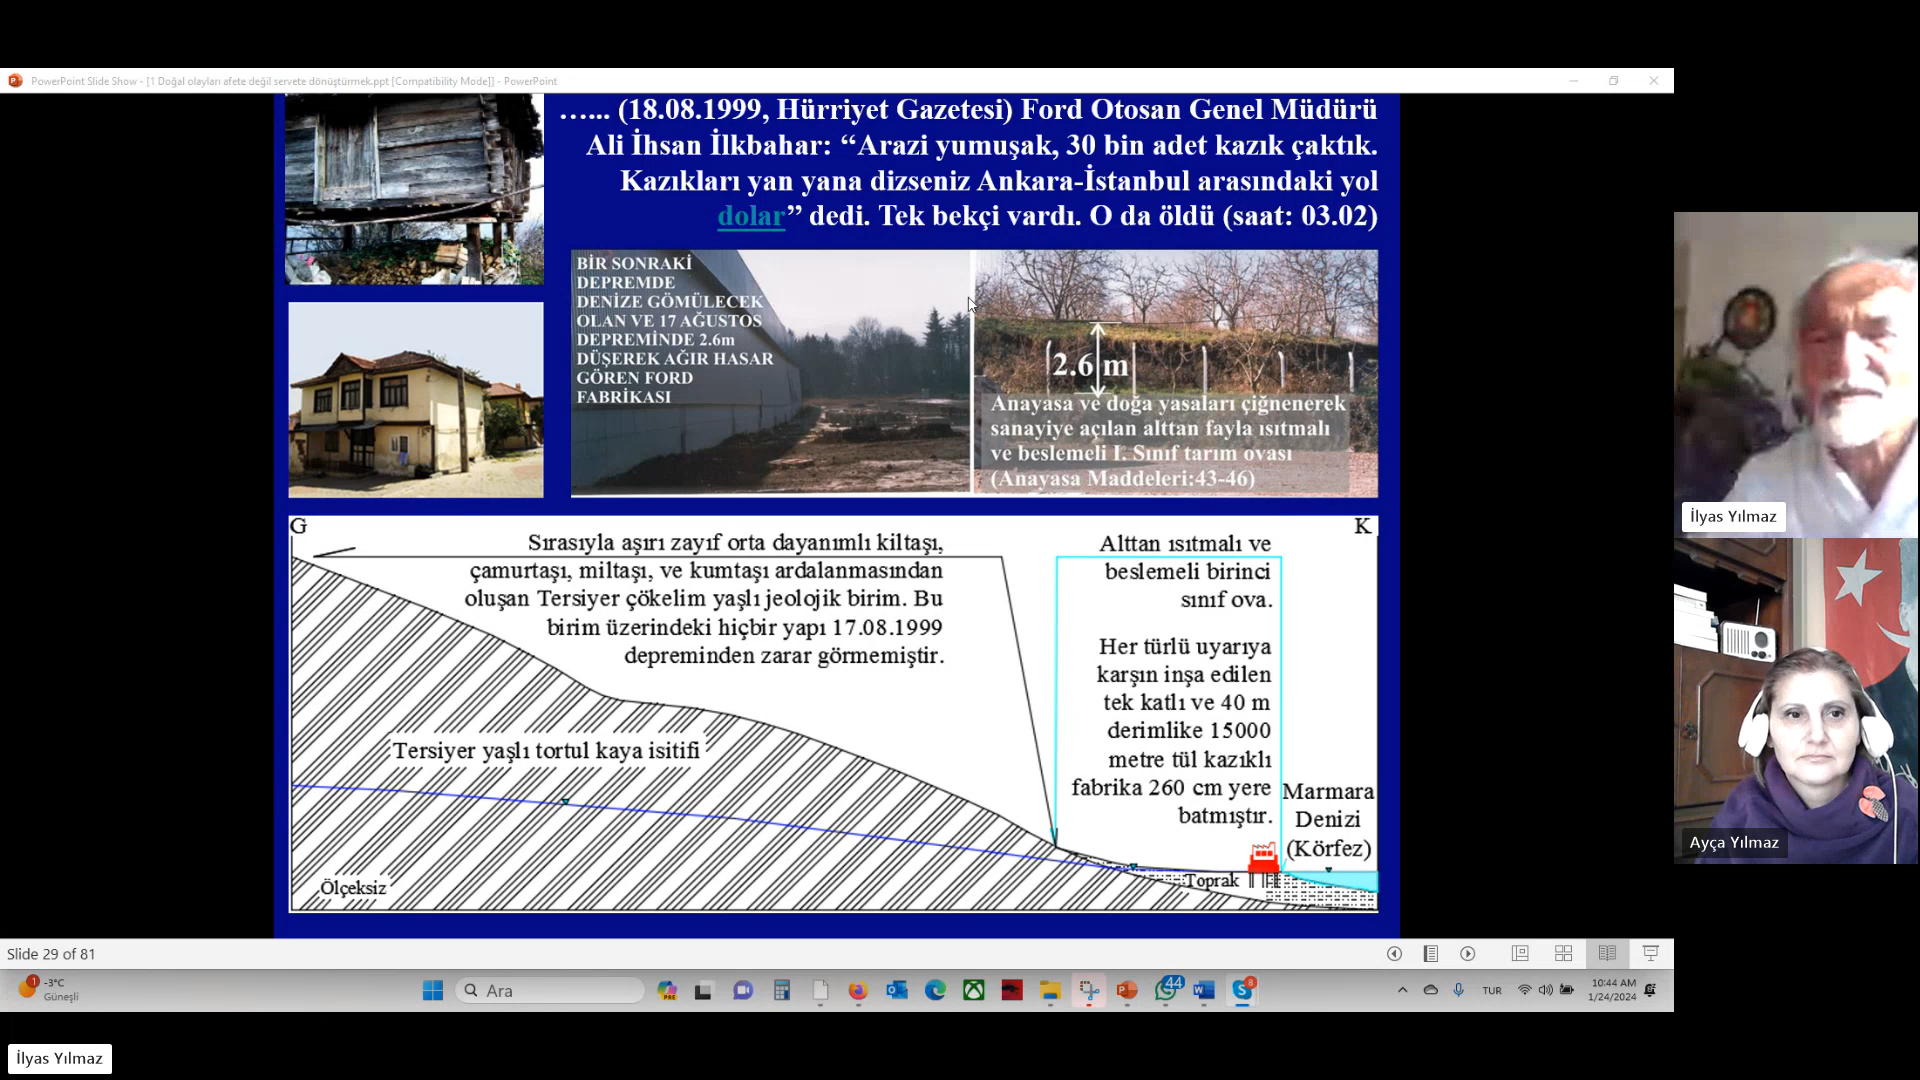 PowerPoint Slide Show - [1 Doğal olayları afete değil servete dönüştürmek.ppt [Compatibility Mode]] - PowerPoint
…... (18.08.1999, Hürriyet Gazetesi) Ford Otosan Genel Müdürü
Ali İhsan İlkbahar: “Arazi yumuşak, 30 bin adet kazık çaktık.
Kazıkları yan yana dizseniz Ankara-İstanbul arasındaki yol
dolar” dedi. Tek bekçi vardı. O da öldü (saat: 03.02)
BİR SONRAKİ
DEPREMDE
DENİZE GÖMÜLECEK
OLAN VE 17 AĞUSTOS
DEPREMİNDE 2.6m
DÜŞEREK AĞIR HASAR
GÖREN FORD
FABRİKASI
2.6 m
Anayasa ve doğa yasaları çiğnenerek
sanayiye açılan alttan fayla ısıtmalı
ve beslemeli I. Sınıf tarım ovası
(Anayasa Maddeleri:43-46)
G
K
Sırasıyla aşırı zayıf orta dayanımlı kiltaşı,
çamurtaşı, miltaşı, ve kumtaşı ardalanmasından
oluşan Tersiyer çökelim yaşlı jeolojik birim. Bu
birim üzerindeki hiçbir yapı 17.08.1999
depreminden zarar görmemiştir.
Alttan ısıtmalı ve
beslemeli birinci
sınıf ova.
Her türlü uyarıya
karşın inşa edilen
tek katlı ve 40 m
derimlike 15000
metre tül kazıklı
fabrika 260 cm yere
batmıştır.
Marmara
Denizi
(Körfez)
Tersiyer yaşlı tortul kaya isitifi
Toprak
Ölçeksiz
İlyas Yılmaz
Ayça Yılmaz
Slide 29 of 81
1
-3°C
Güneşli
Ara
PRE
44
8
TUR
10:44 AM
1/24/2024
İlyas Yılmaz